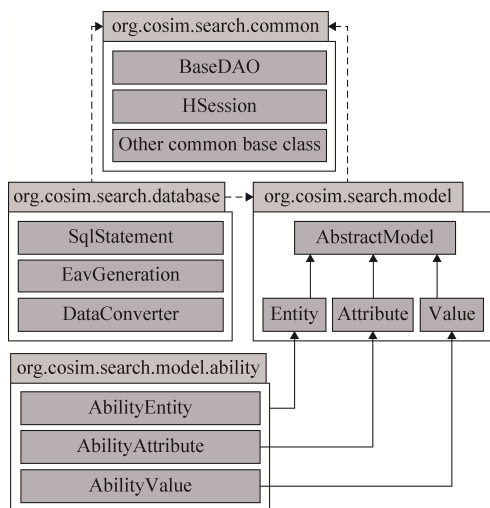 org.cosim.search.common
BaseDAO
HSession
Other common base class
org.cosim.search.database
SqlStatement
EavGeneration
DataConverter
org.cosim.search.model
AbstractModel
Entity
Attribute
Value
org.cosim.search.model.ability
AbilityEntity
AbilityAttribute
AbilityValue